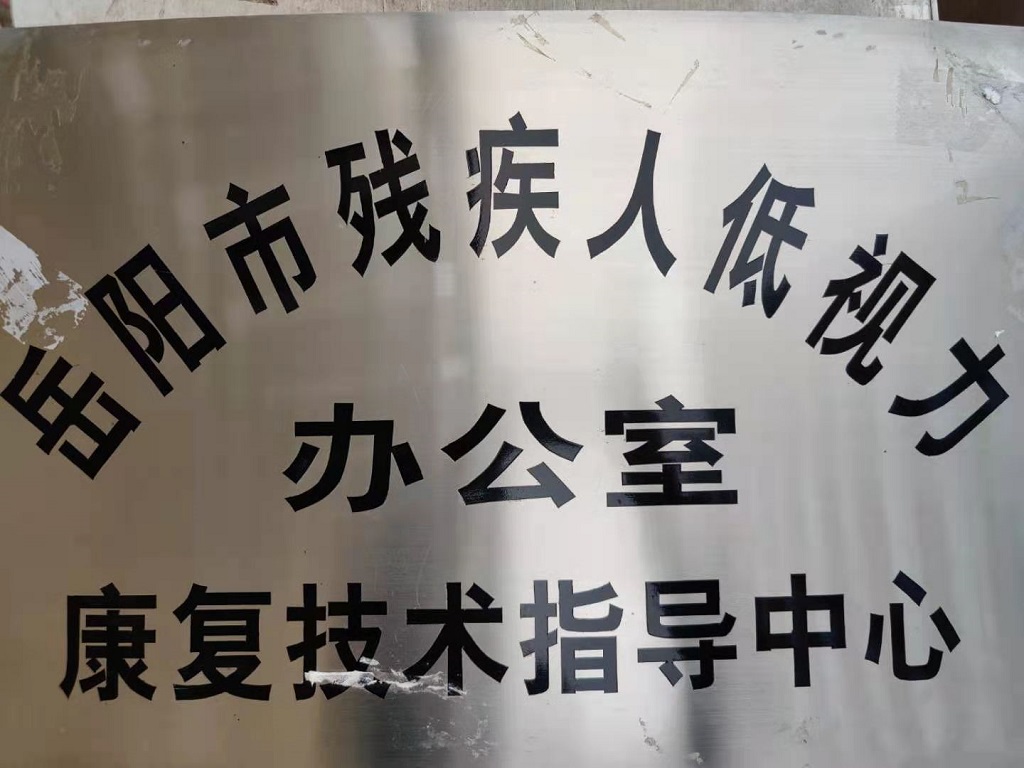 岳阳市残疾人低视力
办公室
康复技术指导中心